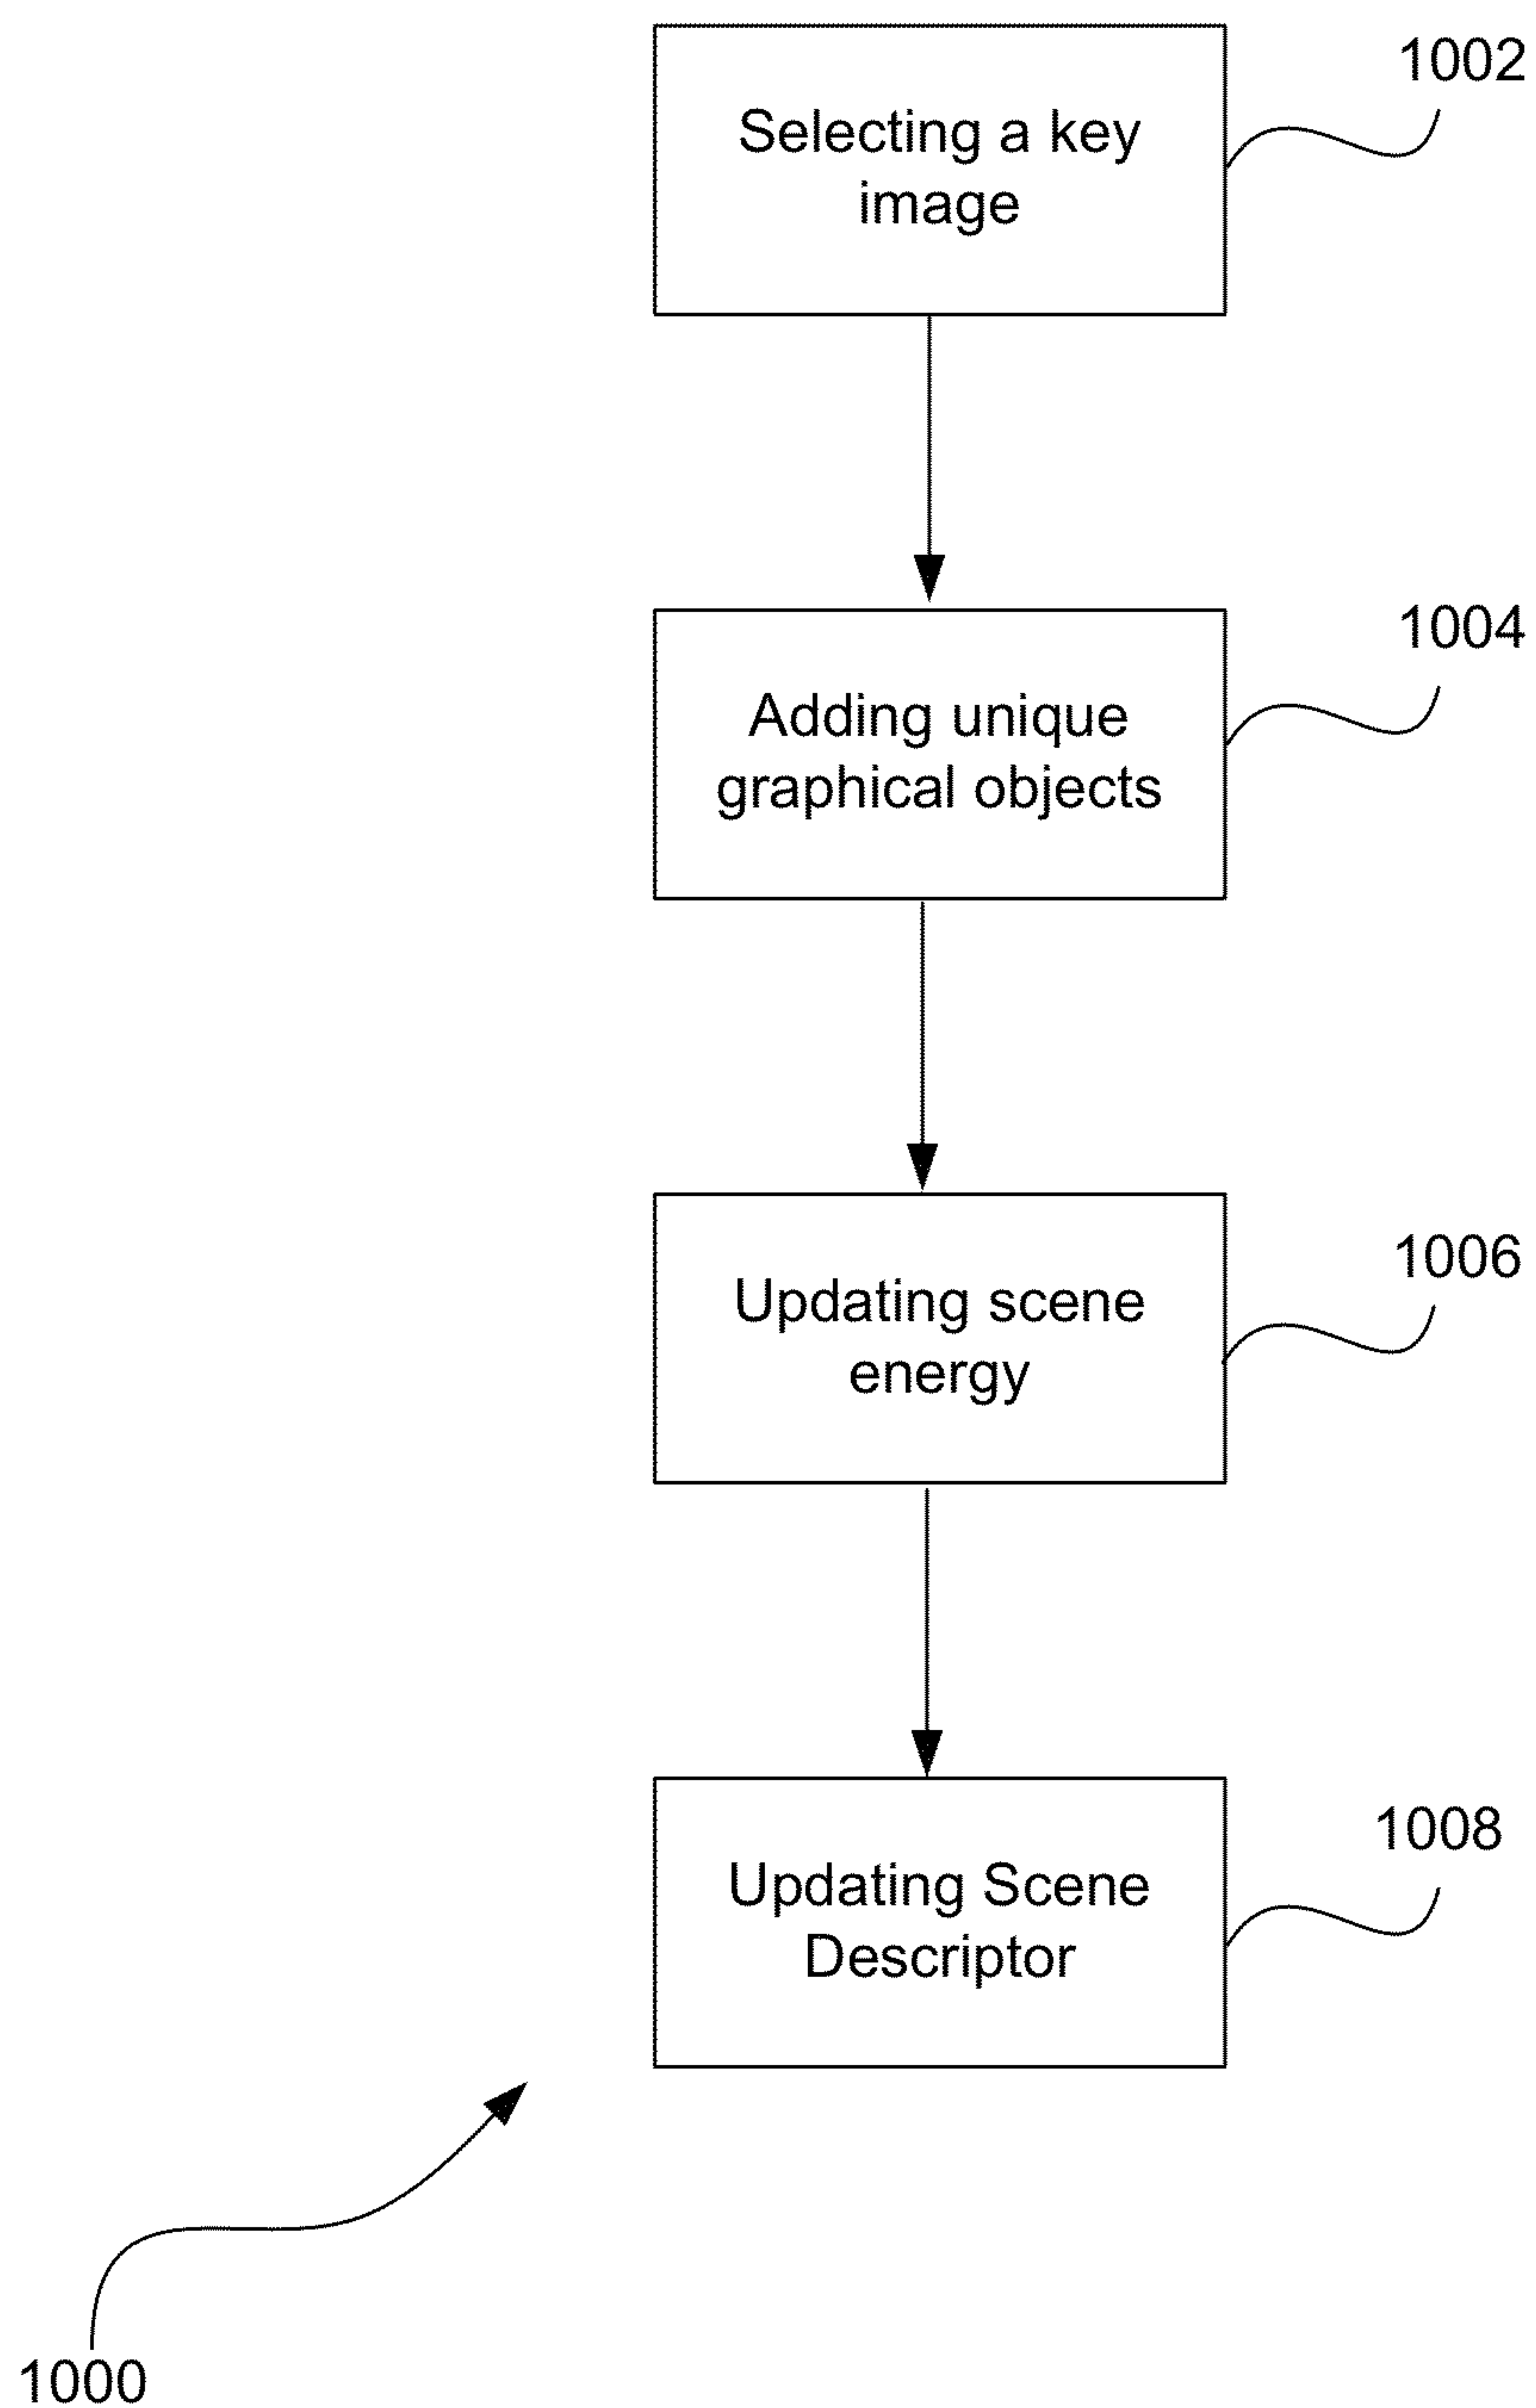 1002
Selecting a key
image
1004
Adding unique
graphical objects
1006
Updating scene
energy
1008
Updating Scene
Descriptor
1000